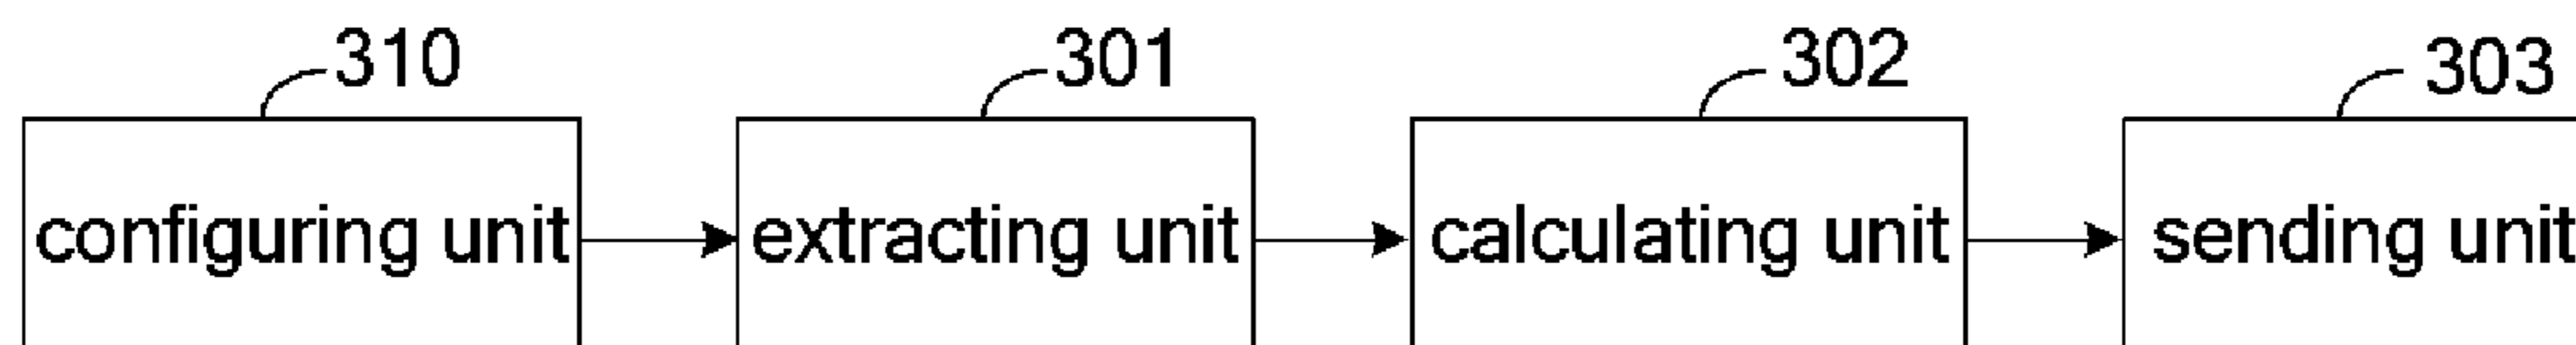 310 301 302 303
configuring unit extracting unit calculating unit sending unit